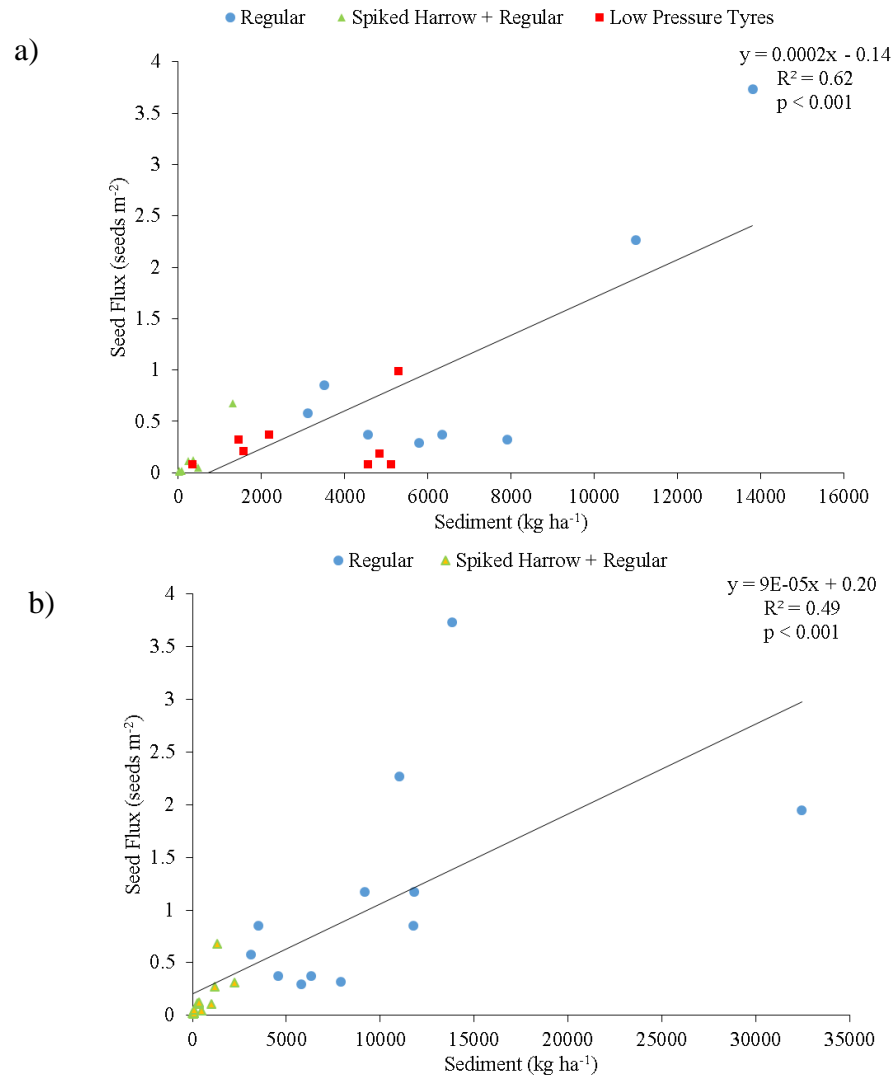 Regular Spiked Harrow + Regular Low Pressure Tyres
a)
y = 0.0002x - 0.14
R² = 0.62
p < 0.001
4
3.5
3
2.5
2
1.5
1
0.5
0
Seed Flux (seeds m⁻²)
0 2000 4000 6000 8000 10000 12000 14000 16000
Sediment (kg ha⁻¹)
Regular Spiked Harrow + Regular
b)
y = 9E-05x + 0.20
R² = 0.49
p < 0.001
4
3.5
3
2.5
2
1.5
1
0.5
0
Seed Flux (seeds m⁻²)
0 5000 10000 15000 20000 25000 30000 35000
Sediment (kg ha⁻¹)